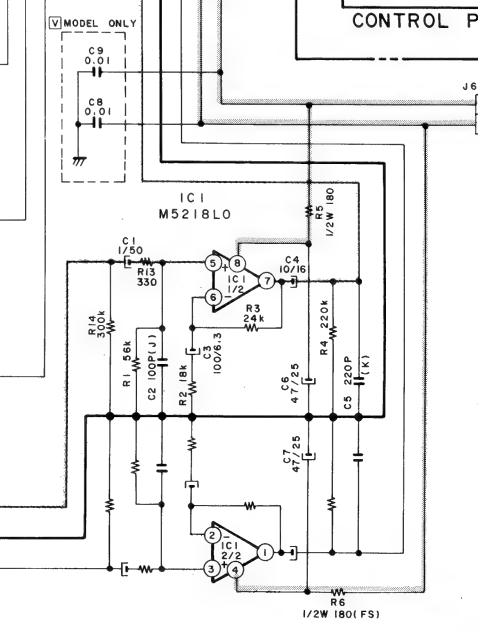 V MODEL ONLY
CONTROL P
C9
0.01
C8
0.01
J6
IC1
M5218LO
R5
1/2W 180
C1
1/50
R13
330
5
+
8
IC1
1/2
7
6
−
C4
10/16
R3
24k
R14
300k
R1 56k
C2 100P(J)
C3
100/6.3
R2 18k
R4 220k
C5 220P
(K)
C6
47/25
C7
47/25
2
−
IC1
2/2
1
3
+
4
R6
1/2W 180(FS)